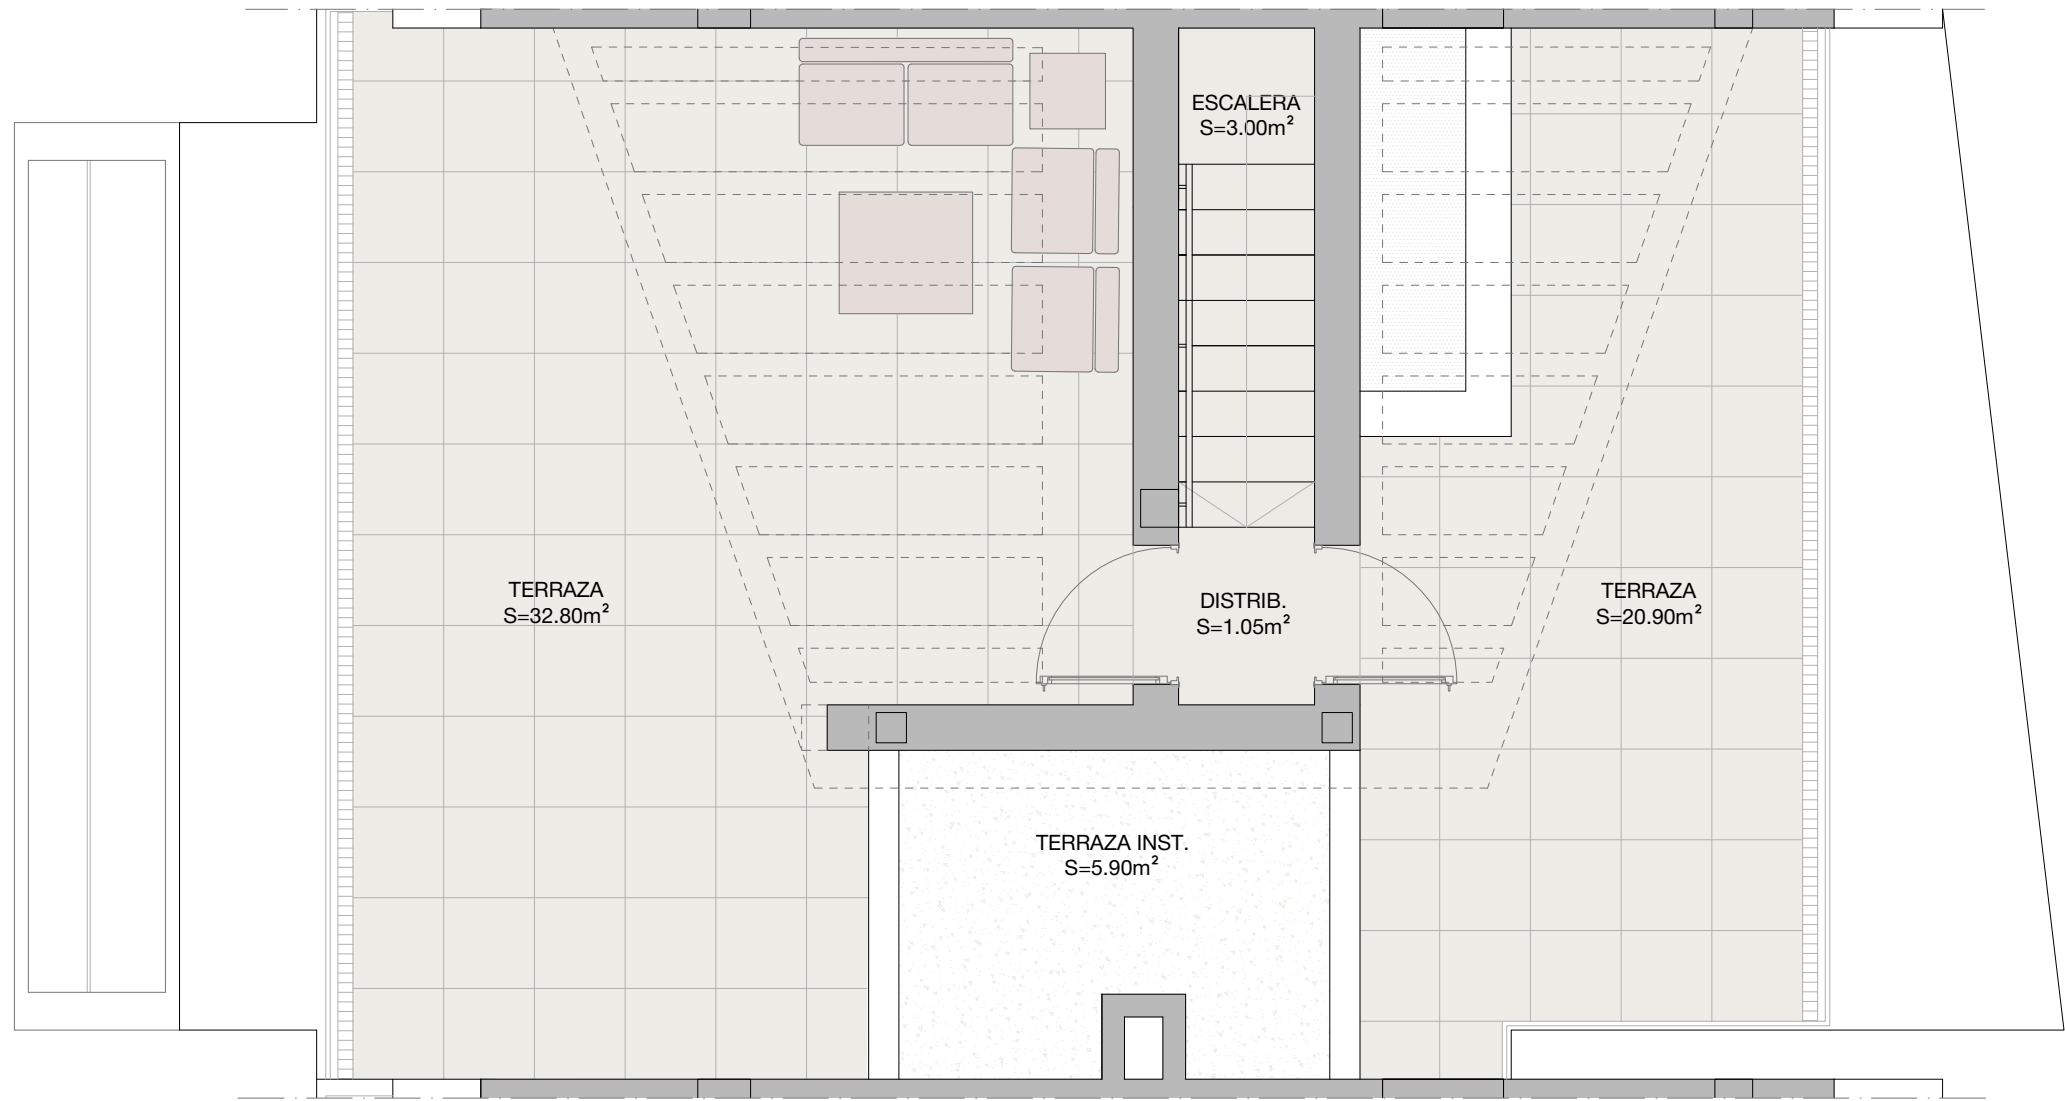 ESCALERA
S=3.00m²
TERRAZA
S=32.80m²
DISTRIB.
S=1.05m²
TERRAZA
S=20.90m²
TERRAZA INST.
S=5.90m²